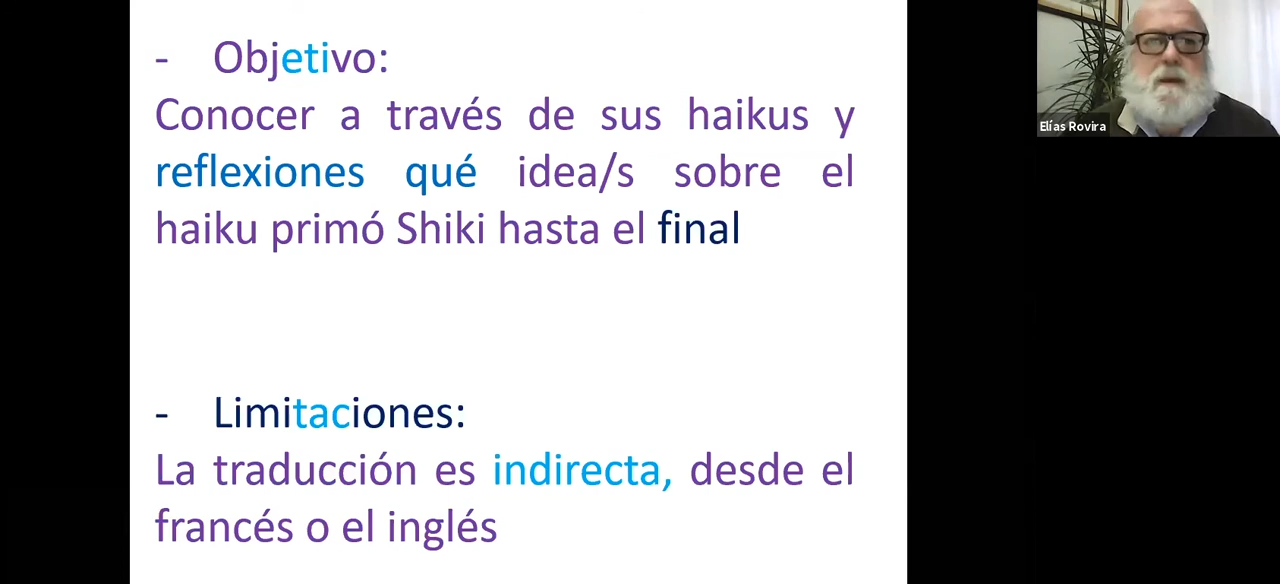 - Objetivo:
Conocer a través de sus haikus y
reflexiones qué idea/s sobre el
haiku primó Shiki hasta el final
- Limitaciones:
La traducción es indirecta, desde el
francés o el inglés
Elías Rovira